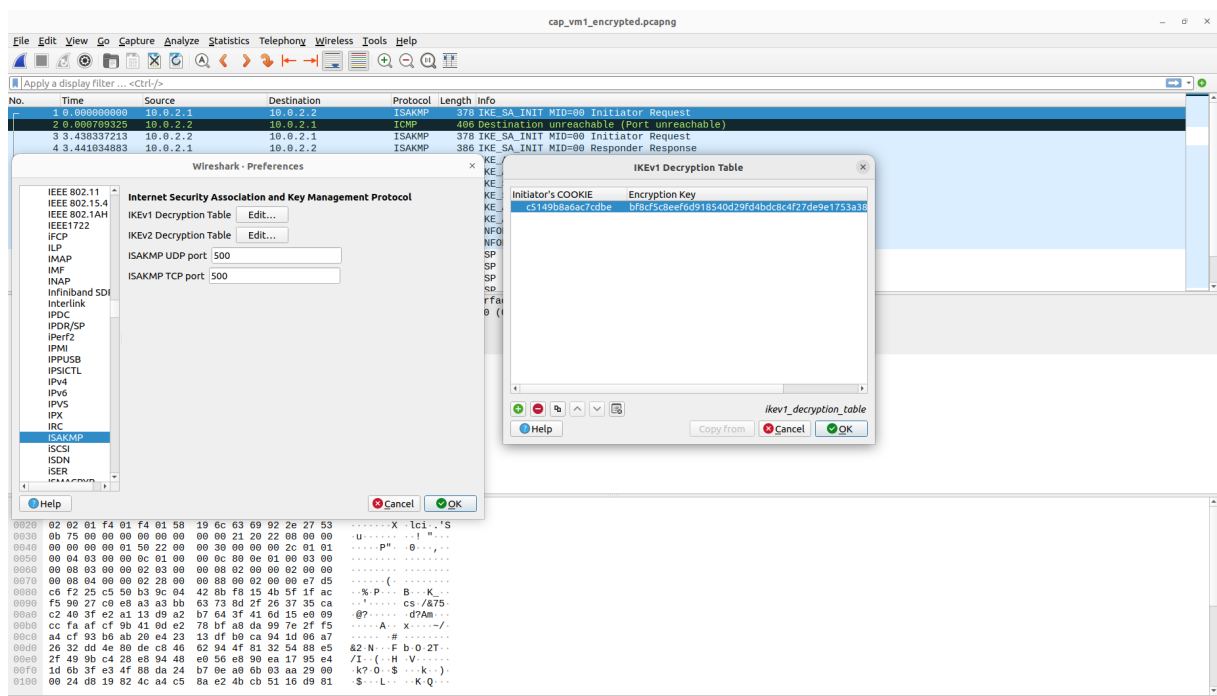 cap_vm1_encrypted.pcapng
File Edit View Go Capture Analyze Statistics Telephony Wireless Tools Help
Apply a display filter ... <Ctrl-/>
No. Time Source Destination Protocol Length Info
1 0.000000000 10.0.2.1 10.0.2.2 ISAKMP 378 IKE_SA_INIT MID=00 Initiator Request
2 0.000709325 10.0.2.2 10.0.2.1 ICMP 406 Destination unreachable (Port unreachable)
3 3.438337213 10.0.2.2 10.0.2.1 ISAKMP 378 IKE_SA_INIT MID=00 Initiator Request
4 3.441034883 10.0.2.1 10.0.2.2 ISAKMP 386 IKE_SA_INIT MID=00 Responder Response
Wireshark · Preferences
IEEE 802.11
IEEE 802.15.4
IEEE 802.1AH
IEEE1722
iFCP
ILP
IMAP
IMF
INAP
Infiniband SDP
Interlink
IPDC
IPDR/SP
iPerf2
IPMI
IPPUSB
IPSICTL
IPv4
IPv6
IPVS
IPX
IRC
ISAKMP
iSCSI
ISDN
iSER
Internet Security Association and Key Management Protocol
IKEv1 Decryption Table Edit...
IKEv2 Decryption Table Edit...
ISAKMP UDP port 500
ISAKMP TCP port 500
Help Cancel OK
IKEv1 Decryption Table
Initiator's COOKIE Encryption Key
c5149b8a6ac7cdbe bf8cf5c8eef6d918540d29fd4bdc8c4f27de9e1753a38
ikev1_decryption_table
Help Copy from Cancel OK
0020 02 02 01 f4 01 f4 01 58 19 6c 63 69 92 2e 27 53 ·······X ·lci·.'S
0030 0b 75 00 00 00 00 00 00 00 00 21 20 22 08 00 00 ·u······ ··! "···
0040 00 00 00 00 01 50 22 00 00 30 00 00 00 2c 01 01 ·····P"· ·0···,··
0050 00 04 03 00 00 0c 01 00 00 0c 80 0e 01 00 03 00 ········ ········
0060 00 08 03 00 00 02 03 00 00 08 02 00 00 02 00 00 ········ ········
0070 00 08 04 00 00 02 28 00 00 88 00 02 00 00 e7 d5 ······(· ········
0080 c6 f2 25 c5 50 b3 9c 04 42 8b f8 15 4b 5f 1f ac ··%·P··· B···K_··
0090 f5 90 27 c0 e8 a3 a3 bb 63 73 8d 2f 26 37 35 ca ··'····· cs·/&75·
00a0 c2 40 3f e2 a1 13 d9 a2 b7 64 3f 41 6d 15 e0 09 ·@?····· ·d?Am···
00b0 cc fa af cf 9b 41 0d e2 78 bf a8 da 99 7e 2f f5 ·····A·· x····~/·
00c0 a4 cf 93 b6 ab 20 e4 23 13 df b0 ca 94 1d 06 a7 ····· ·# ········
00d0 26 32 dd 4e 80 de c8 46 62 94 4f 81 32 54 88 e5 &2·N···F b·O·2T··
00e0 2f 49 9b c4 28 e8 94 48 e0 56 e8 90 ea 17 95 e4 /I··(··H ·V······
00f0 1d 6b 3f e3 4f 88 da 24 b7 0e a0 6b 03 aa 29 00 ·k?·O··$ ···k··)·
0100 00 24 d8 19 82 4c a4 c5 8a e2 4b cb 51 16 d9 81 ·$···L·· ··K·Q···